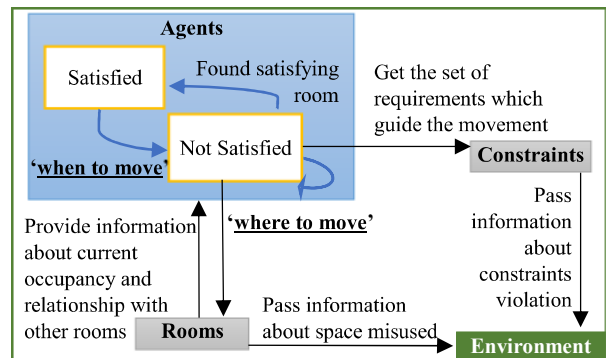 Agents
Satisfied
Found satisfying
room
Not Satisfied
‘when to move’
Get the set of
requirements which
guide the movement
Constraints
‘where to move’
Provide information
about current
occupancy and
relationship with
other rooms
Pass
information
about
constraints
violation
Rooms
Pass information
about space misused
Environment